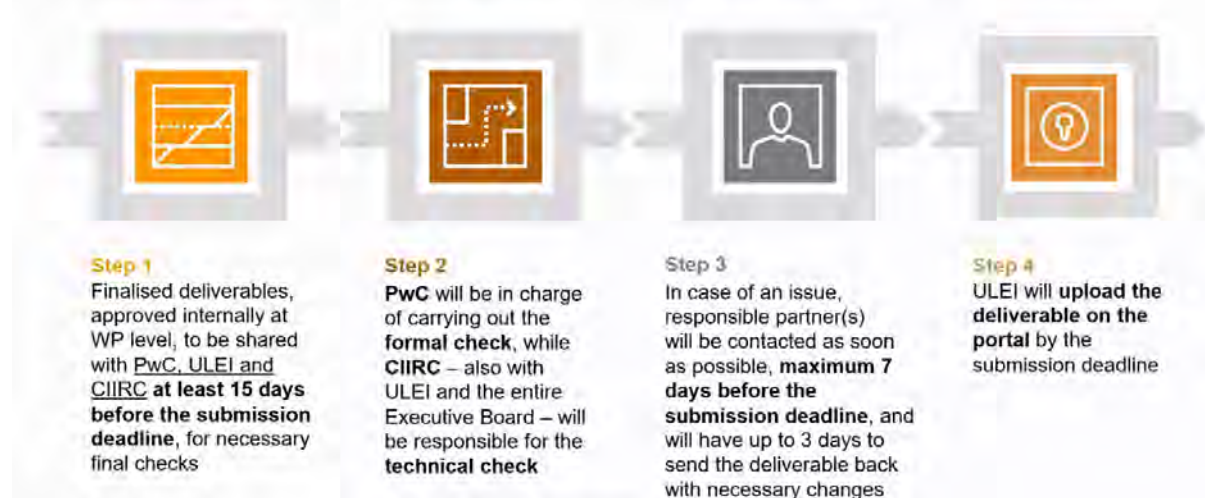 Step 1
Finalised deliverables,
approved internally at
WP level, to be shared
with PwC, ULEI and
CIIRC at least 15 days
before the submission
deadline, for necessary
final checks
Step 2
PwC will be in charge
of carrying out the
formal check, while
CIIRC – also with
ULEI and the entire
Executive Board – will
be responsible for the
technical check
Step 3
In case of an issue,
responsible partner(s)
will be contacted as soon
as possible, maximum 7
days before the
submission deadline, and
will have up to 3 days to
send the deliverable back
with necessary changes
Step 4
ULEI will upload the
deliverable on the
portal by the
submission deadline